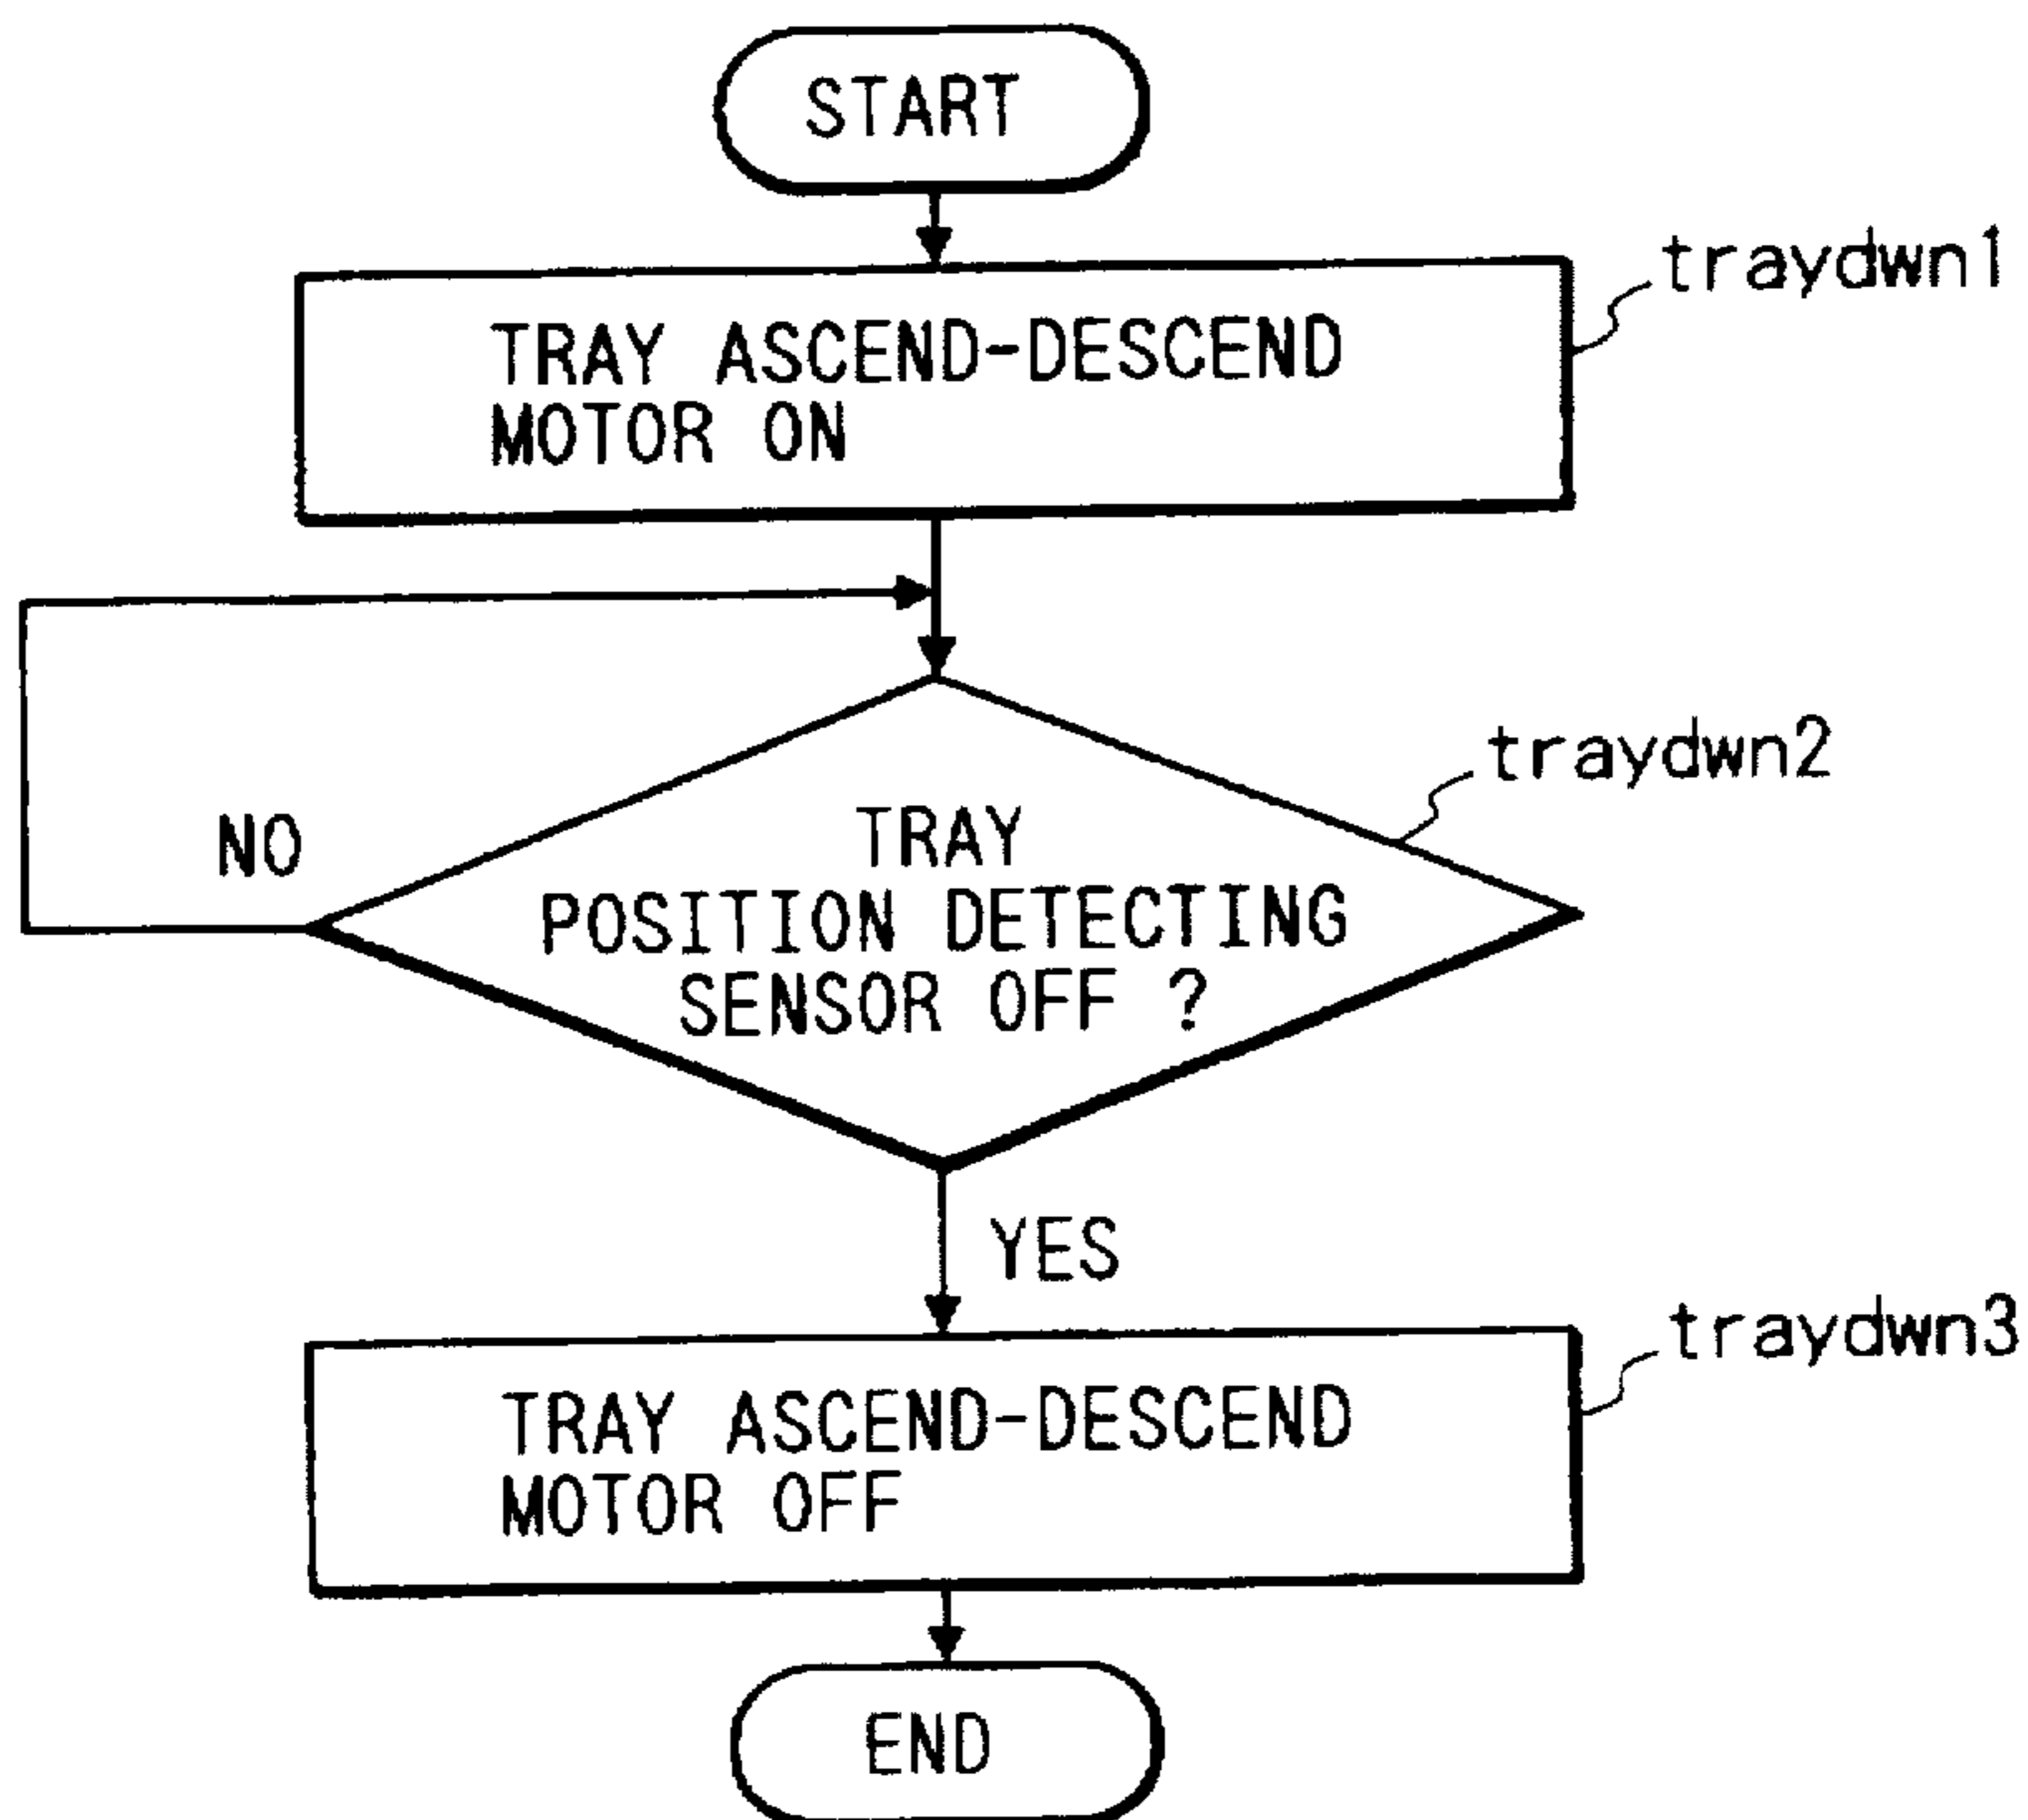 START
traydwn1
TRAY ASCEND-DESCEND
MOTOR ON
traydwn2
NO
TRAY
POSITION DETECTING
SENSOR OFF ?
YES
traydwn3
TRAY ASCEND-DESCEND
MOTOR OFF
END